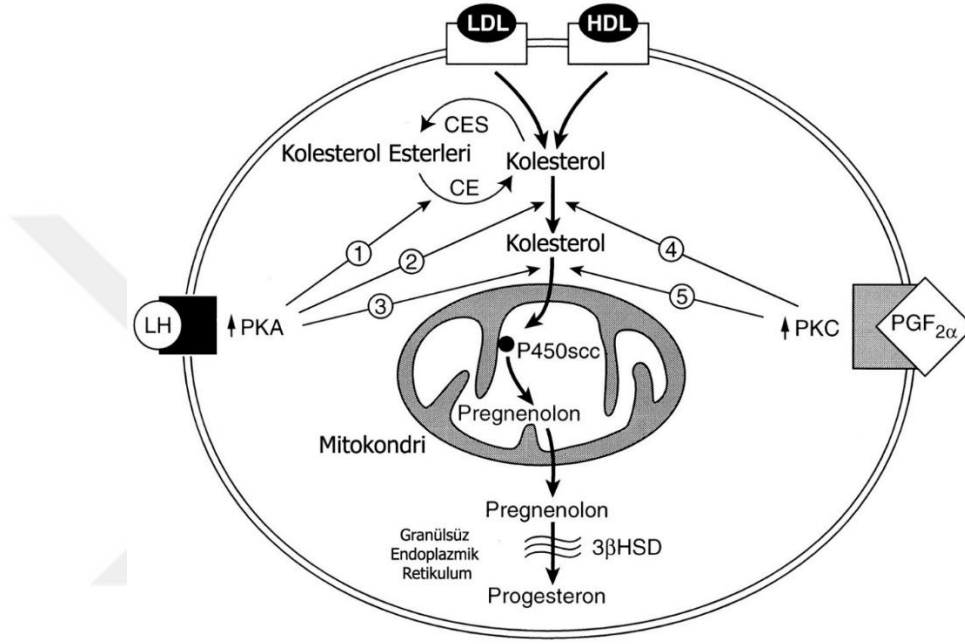 LDL
HDL
CES
Kolesterol Esterleri
Kolesterol
CE
①
②
④
Kolesterol
③
⑤
LH
PKA
PKC
PGF2α
P450scc
Pregnenolon
Mitokondri
Pregnenolon
Granülsüz
Endoplazmik
Retikulum
3βHSD
Progesteron